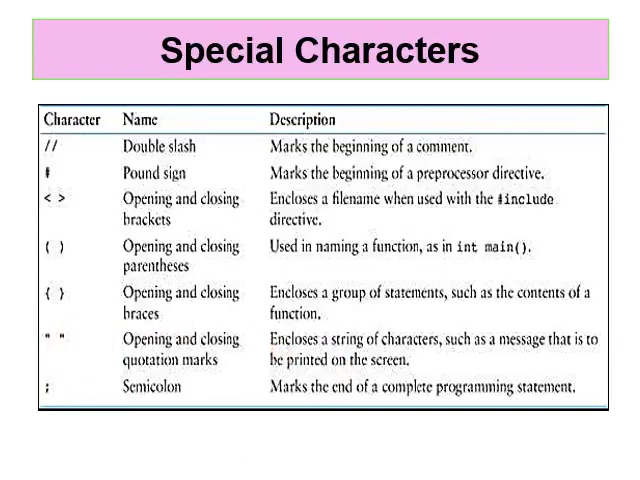 Special Characters
Character Name Description
// Double slash Marks the beginning of a comment.
# Pound sign Marks the beginning of a preprocessor directive.
< > Opening and closing Encloses a filename when used with the #include
brackets directive.
( ) Opening and closing Used in naming a function, as in int main().
parentheses
{ } Opening and closing Encloses a group of statements, such as the contents of a
braces function.
" " Opening and closing Encloses a string of characters, such as a message that is to
quotation marks be printed on the screen.
; Semicolon Marks the end of a complete programming statement.